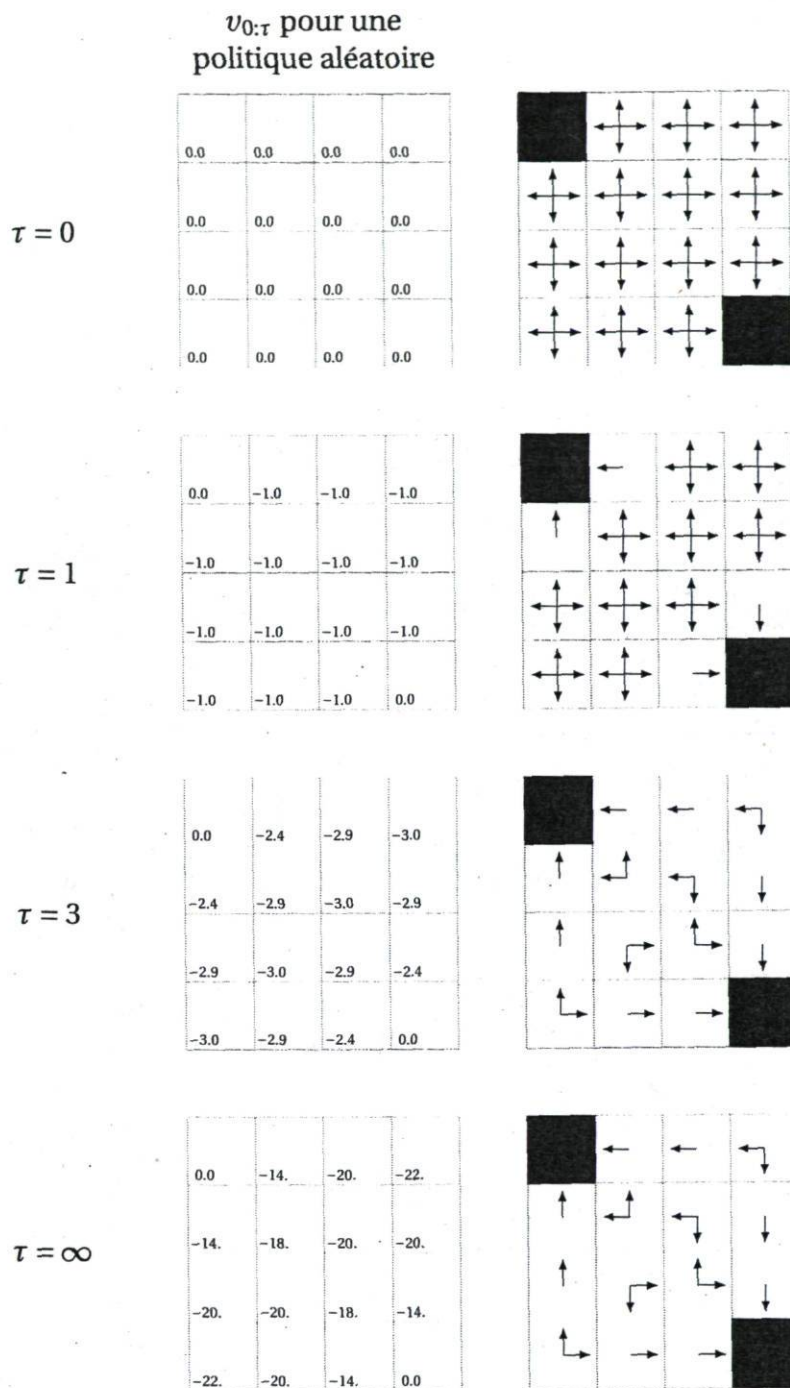 v₀:τ pour une
politique aléatoire
0.0 0.0 0.0 0.0
0.0 0.0 0.0 0.0
τ = 0
0.0 0.0 0.0 0.0
0.0 0.0 0.0 0.0
0.0 −1.0 −1.0 −1.0
−1.0 −1.0 −1.0 −1.0
τ = 1
−1.0 −1.0 −1.0 −1.0
−1.0 −1.0 −1.0 0.0
0.0 −2.4 −2.9 −3.0
−2.4 −2.9 −3.0 −2.9
τ = 3
−2.9 −3.0 −2.9 −2.4
−3.0 −2.9 −2.4 0.0
0.0 −14. −20. −22.
−14. −18. −20. −20.
τ = ∞
−20. −20. −18. −14.
−22. −20. −14. 0.0